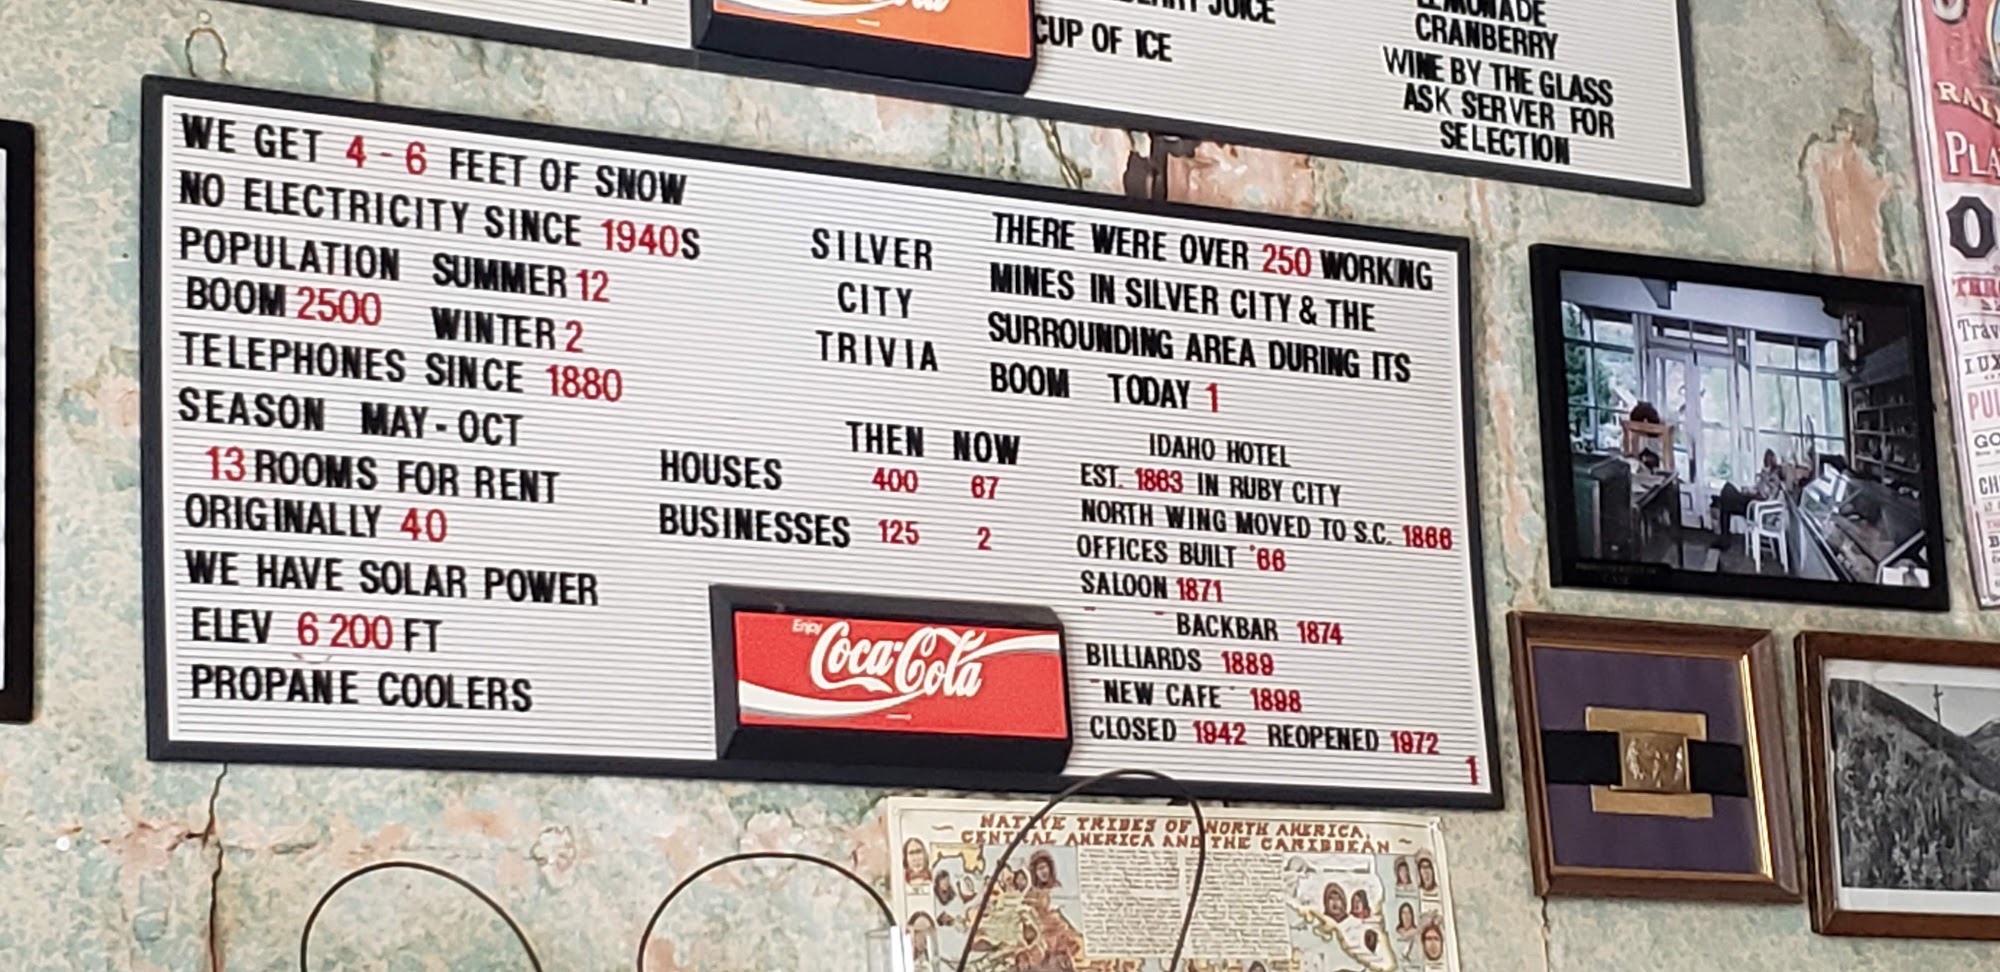 JUICE
CUP OF ICE
CRANBERRY
WINE BY THE GLASS
ASK SERVER FOR
SELECTION
WE GET 4 - 6 FEET OF SNOW
NO ELECTRICITY SINCE 1940S
POPULATION SUMMER 12
BOOM 2500 WINTER 2
TELEPHONES SINCE 1880
SEASON MAY - OCT
13 ROOMS FOR RENT
ORIGINALLY 40
WE HAVE SOLAR POWER
ELEV 6 200 FT
PROPANE COOLERS
SILVER
CITY
TRIVIA
THEN NOW
HOUSES 400 67
BUSINESSES 125 2
Enjoy
Coca-Cola
THERE WERE OVER 250 WORKING
MINES IN SILVER CITY & THE
SURROUNDING AREA DURING ITS
BOOM TODAY 1
IDAHO HOTEL
EST. 1863 IN RUBY CITY
NORTH WING MOVED TO S.C. 1866
OFFICES BUILT '66
SALOON 1871
" " BACKBAR 1874
BILLIARDS 1889
"NEW CAFE" 1898
CLOSED 1942 REOPENED 1972
1
NATIVE TRIBES OF NORTH AMERICA,
CENTRAL AMERICA AND THE CARIBBEAN